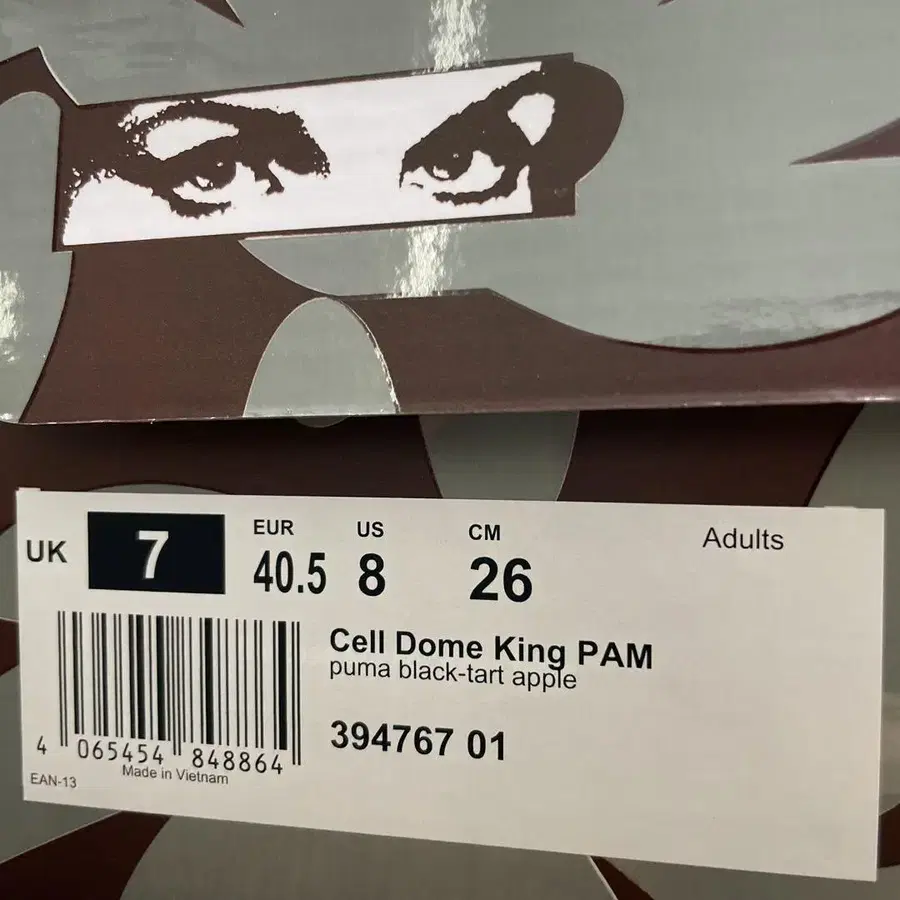 UK 7 EUR 40.5 US 8 CM 26 Adults
Cell Dome King PAM
puma black-tart apple
394767 01
4 065454 848864
EAN-13 Made in Vietnam